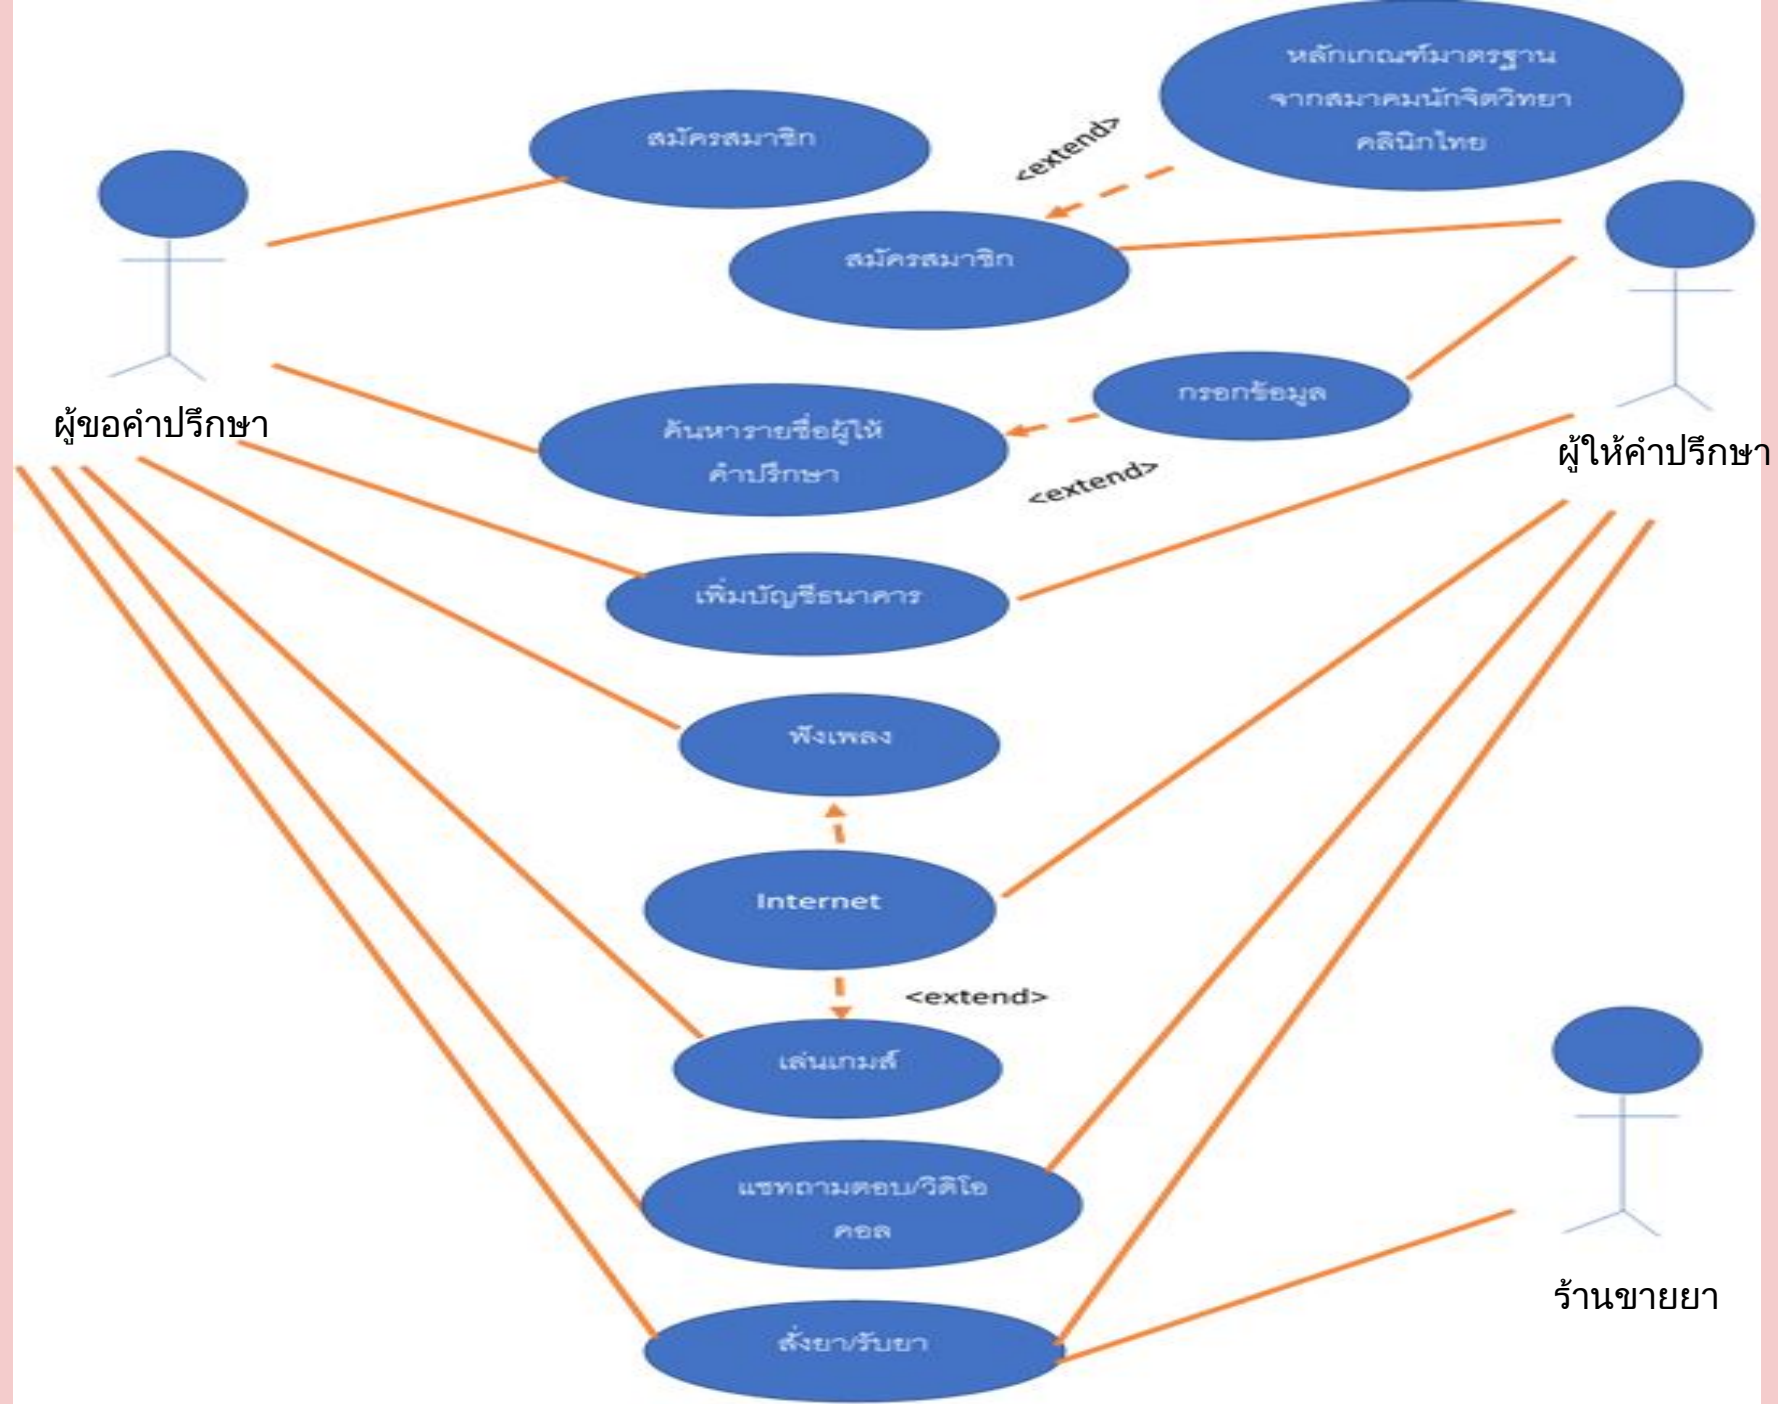 หลักเกณฑ์มาตรฐาน
จากสมาคมนักจิตวิทยา
คลินิกไทย
สมัครสมาชิก
<extend>
สมัครสมาชิก
กรอกข้อมูล
ผู้ขอคำปรึกษา
ค้นหารายชื่อผู้ให้
คำปรึกษา
ผู้ให้คำปรึกษา
<extend>
เพิ่มบัญชีธนาคาร
ฟังเพลง
Internet
<extend>
เล่นเกมส์
แชทถามตอบ/วิดิโอ
คอล
ร้านขายยา
สั่งยา/รับยา